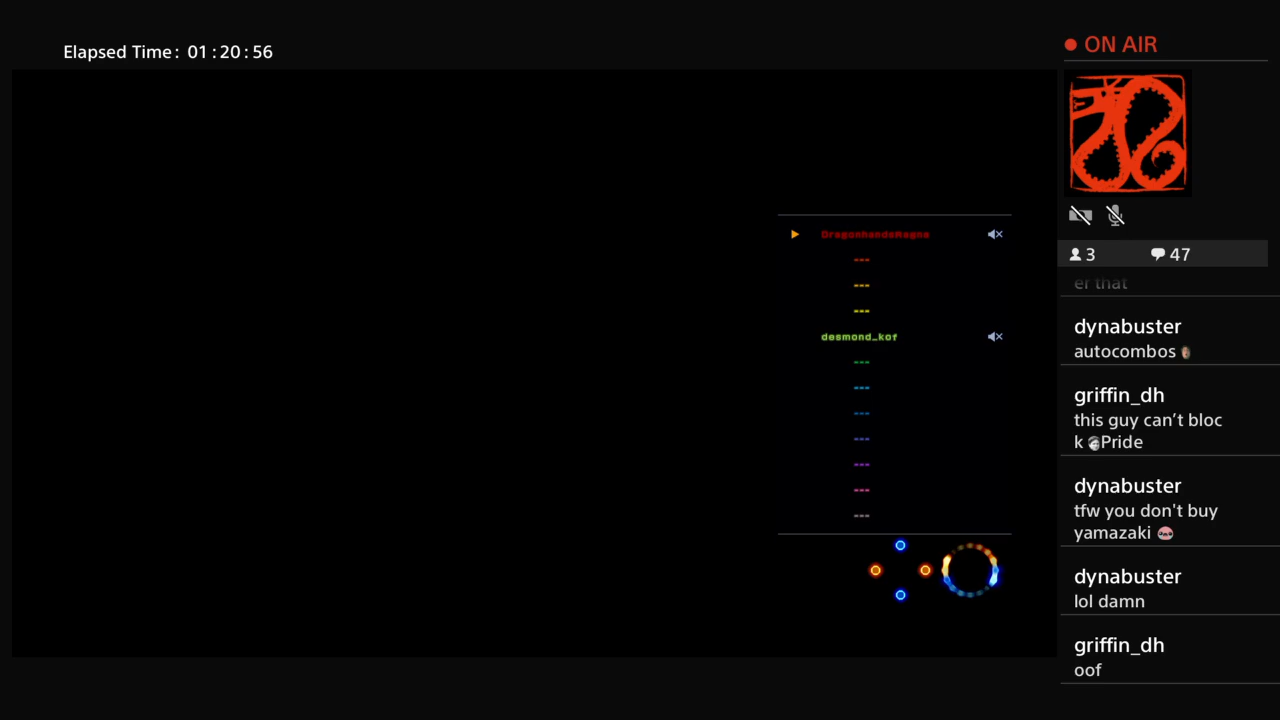 Elapsed Time: 01:20:56
ON AIR
DragonhandsMagna
---
---
---
desmond_kof
---
---
---
---
---
---
---
3 47
er that
dynabuster
autocombos
griffin_dh
this guy can't bloc
k Pride
dynabuster
tfw you don't buy
yamazaki
dynabuster
lol damn
griffin_dh
oof